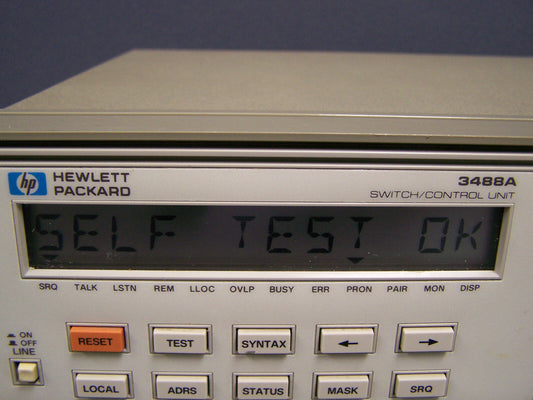 hp HEWLETT
PACKARD
3488A
SWITCH/CONTROL UNIT
SELF TEST OK
SRQ TALK LSTN REM LLOC OVLP BUSY ERR PRON PAIR MON DISP
ON
OFF
LINE
RESET TEST SYNTAX ← →
LOCAL ADRS STATUS MASK SRQ